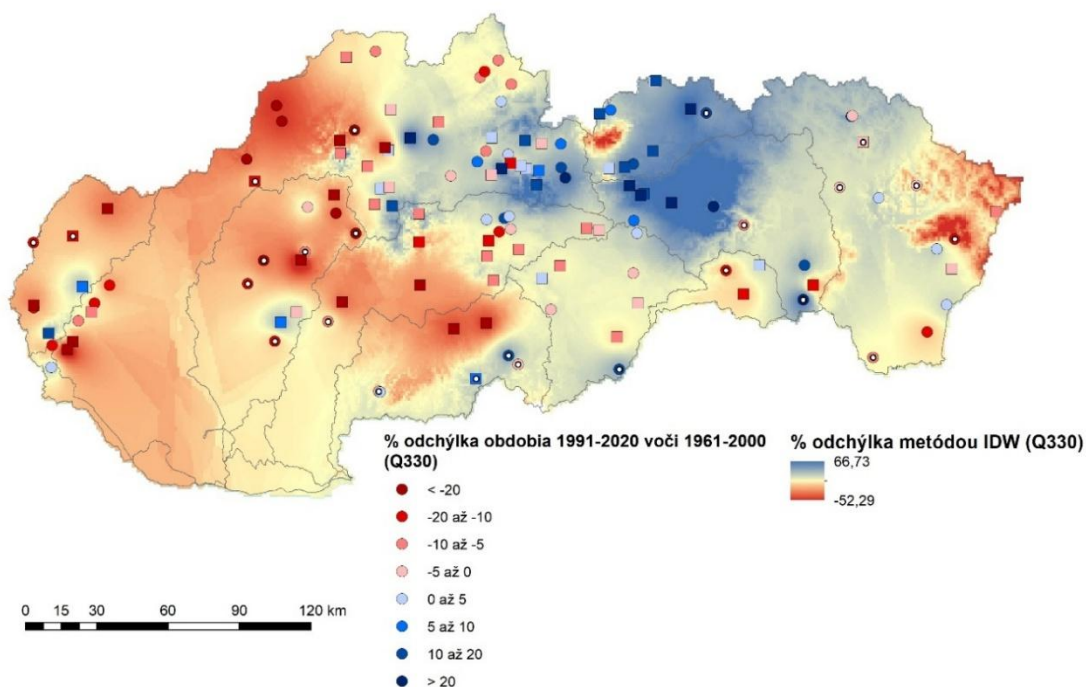 % odchýlka obdobia 1991-2020 voči 1961-2000
(Q330)
< -20
-20 až -10
-10 až -5
-5 až 0
0 až 5
5 až 10
10 až 20
> 20
% odchýlka metódou IDW (Q330)
66,73
-52,29
0 15 30 60 90 120 km